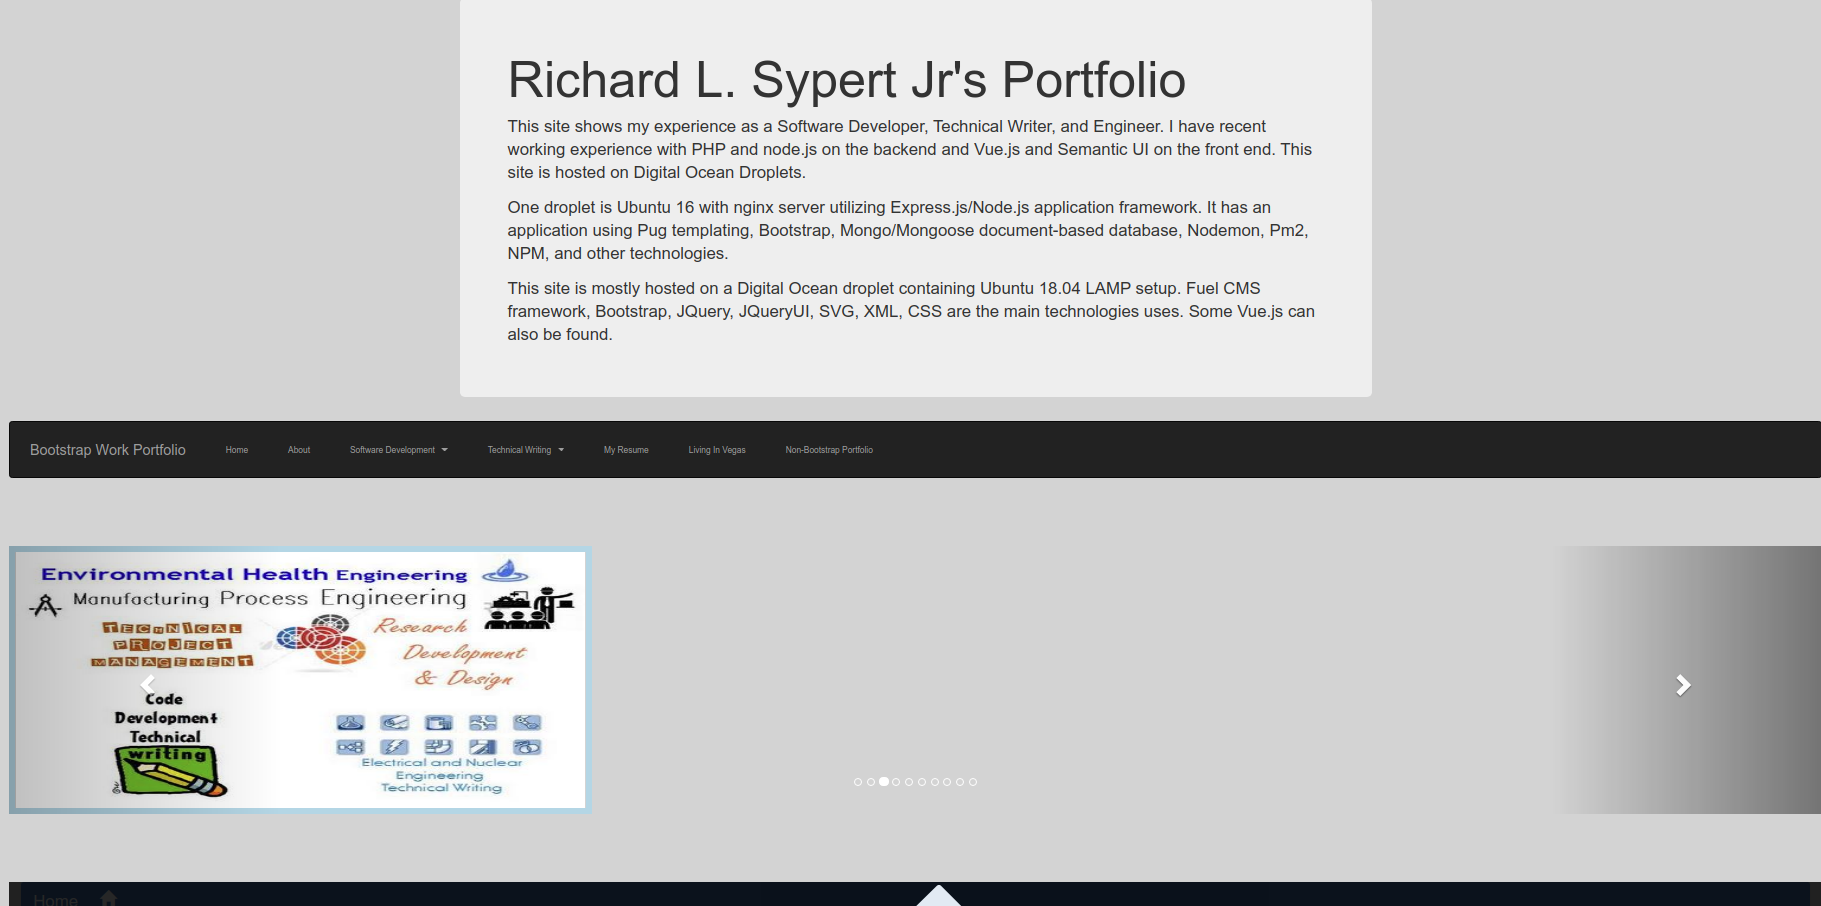 Richard L. Sypert Jr's Portfolio
This site shows my experience as a Software Developer, Technical Writer, and Engineer. I have recent
working experience with PHP and node.js on the backend and Vue.js and Semantic UI on the front end. This
site is hosted on Digital Ocean Droplets.
One droplet is Ubuntu 16 with nginx server utilizing Express.js/Node.js application framework. It has an
application using Pug templating, Bootstrap, Mongo/Mongoose document-based database, Nodemon, Pm2,
NPM, and other technologies.
This site is mostly hosted on a Digital Ocean droplet containing Ubuntu 18.04 LAMP setup. Fuel CMS
framework, Bootstrap, JQuery, JQueryUI, SVG, XML, CSS are the main technologies uses. Some Vue.js can
also be found.
Bootstrap Work Portfolio Home About Software Development Technical Writing My Resume Living In Vegas Non-Bootstrap Portfolio
Environmental Health Engineering
Manufacturing Process Engineering
TECHNICAL
PROJECT
MANAGEMENT
Research
Development
& Design
Code
Development
Technical
writing
Electrical and Nuclear
Engineering
Technical Writing
Home